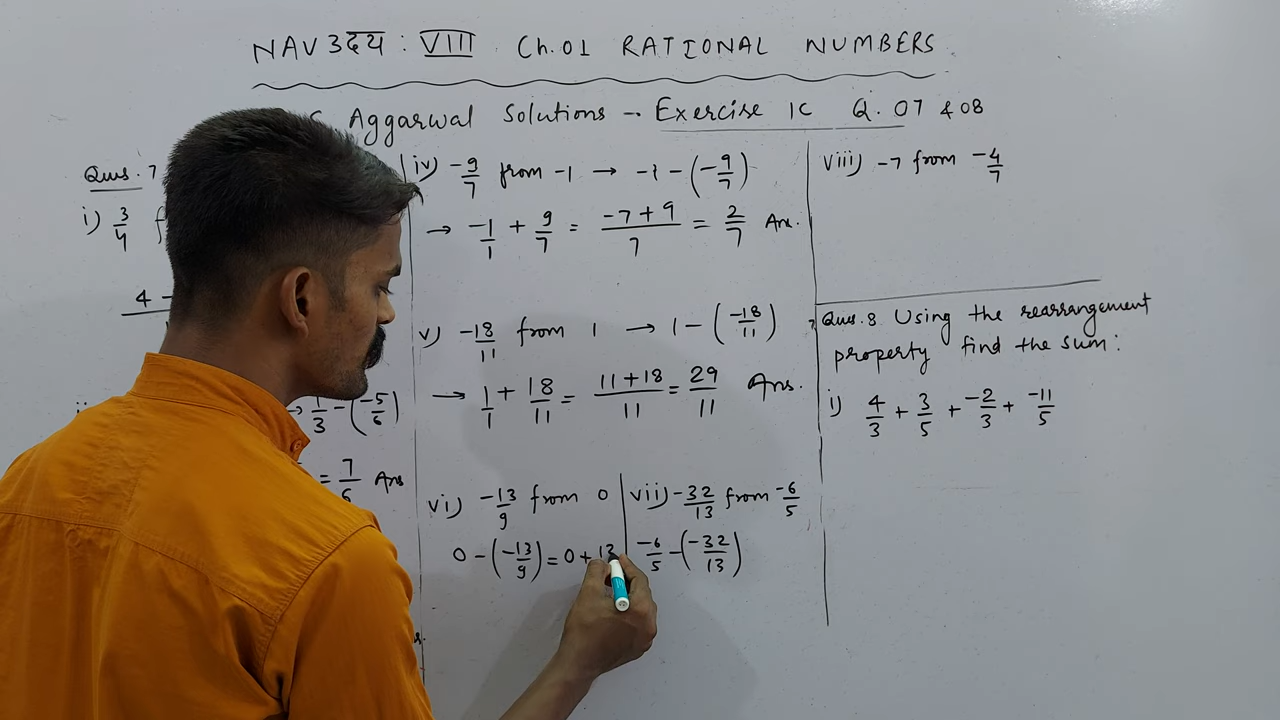 NAV उदय : VIII Ch.01 RATIONAL NUMBERS
Aggarwal Solutions - Exercise 1C Q. 07 & 08
Qus. 7
i) 3/4
4 -
1/3 - (-5/6)
= 7/6 Ans
iv) -9/7 from -1 → -1 - (-9/7)
→ -1/1 + 9/7 = (-7+9)/7 = 2/7 Ans.
v) -18/11 from 1 → 1 - (-18/11)
→ 1/1 + 18/11 = (11+18)/11 = 29/11 Ans.
vi) -13/9 from 0
0 - (-13/9) = 0 + 13
vii) -32/13 from -6/5
-6/5 - (-32/13)
viii) -7 from -4/7
Qus. 8 Using the rearrangement
property find the sum:
i) 4/3 + 3/5 + -2/3 + -11/5